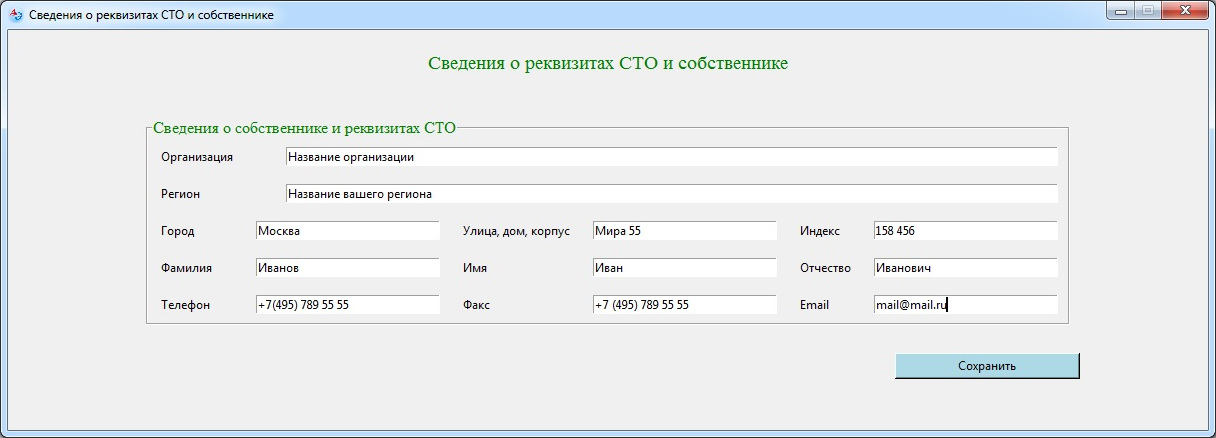 Сведения о реквизитах СТО и собственнике
Сведения о реквизитах СТО и собственнике
Сведения о собственнике и реквизитах СТО
Организация Название организации
Регион Название вашего региона
Город Москва Улица, дом, корпус Мира 55 Индекс 158 456
Фамилия Иванов Имя Иван Отчество Иванович
Телефон +7(495) 789 55 55 Факс +7 (495) 789 55 55 Email mail@mail.ru
Сохранить